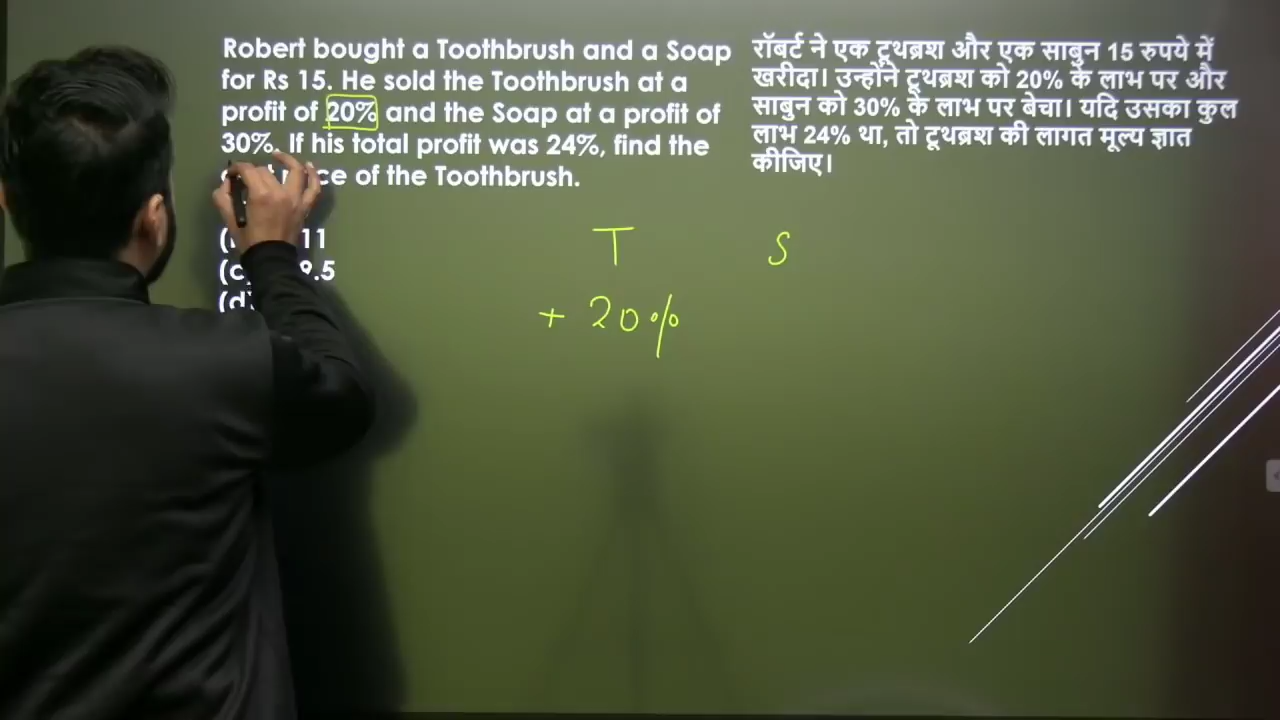 Robert bought a Toothbrush and a Soap
for Rs 15. He sold the Toothbrush at a
profit of 20% and the Soap at a profit of
30%. If his total profit was 24%, find the
of the Toothbrush.
11
(c) 9.5
(d)
रॉबर्ट ने एक टूथब्रश और एक साबुन 15 रुपये में
खरीदा। उन्होंने टूथब्रश को 20% के लाभ पर और
साबुन को 30% के लाभ पर बेचा। यदि उसका कुल
लाभ 24% था, तो टूथब्रश की लागत मूल्य ज्ञात
कीजिए।
T S
+ 20%